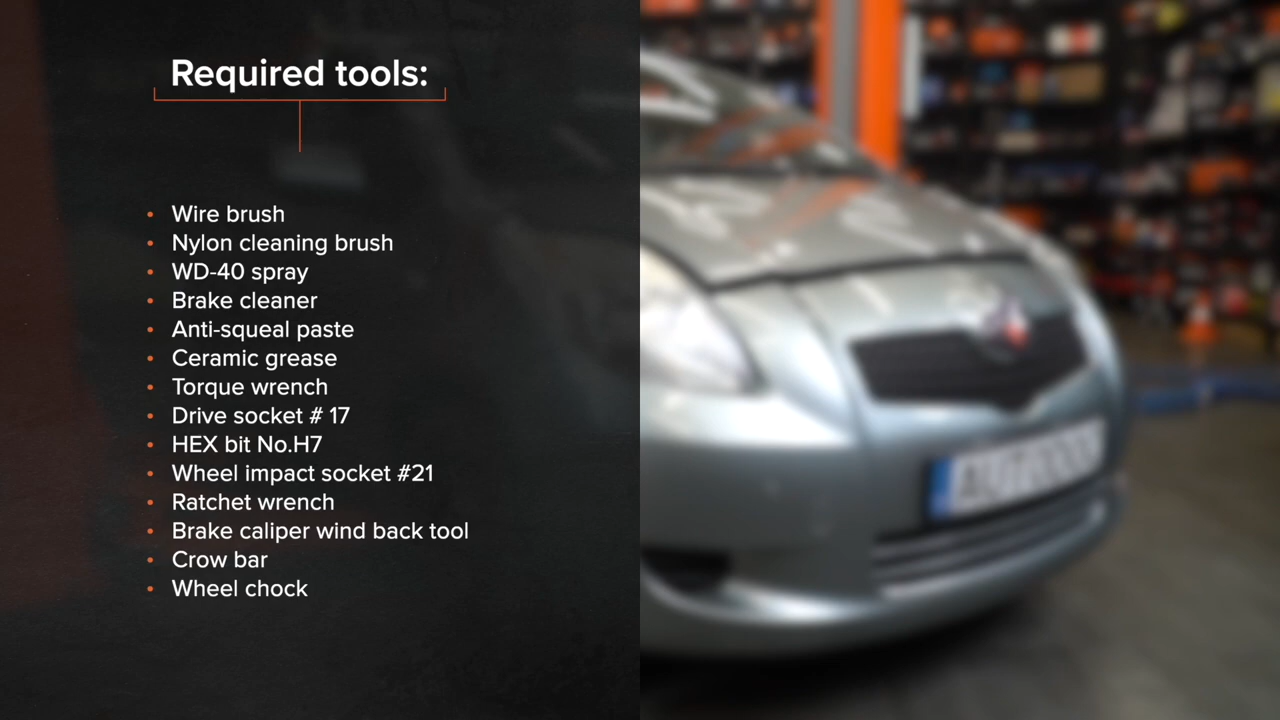 Required tools:
Wire brush
Nylon cleaning brush
WD-40 spray
Brake cleaner
Anti-squeal paste
Ceramic grease
Torque wrench
Drive socket # 17
HEX bit No.H7
Wheel impact socket #21
Ratchet wrench
Brake caliper wind back tool
Crow bar
Wheel chock